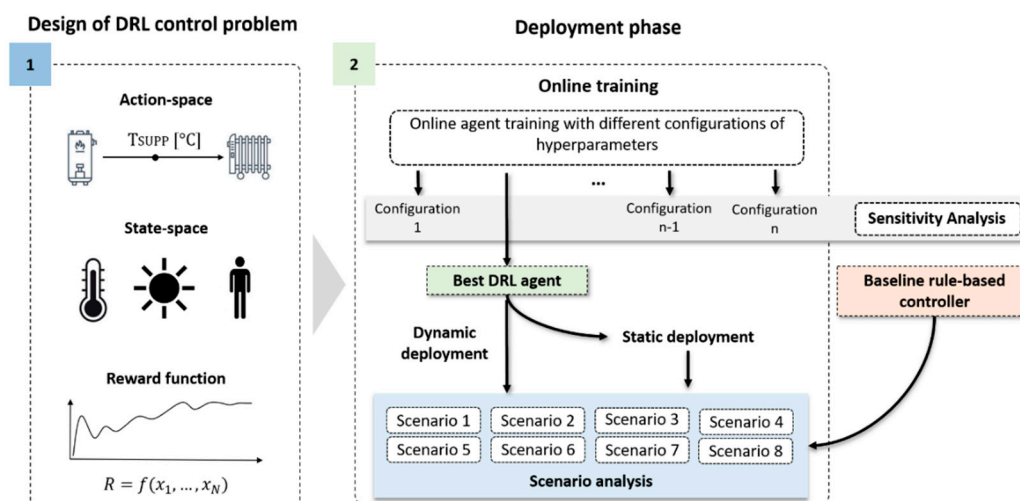 Design of DRL control problem
1
Action-space
TSUPP [°C]
State-space
Reward function
R = f(x₁, …, x_N)
Deployment phase
2
Online training
Online agent training with different configurations of
hyperparameters
...
Configuration
1
Configuration
n-1
Configuration
n
Sensitivity Analysis
Best DRL agent
Baseline rule-based
controller
Dynamic
deployment
Static deployment
Scenario 1
Scenario 2
Scenario 3
Scenario 4
Scenario 5
Scenario 6
Scenario 7
Scenario 8
Scenario analysis